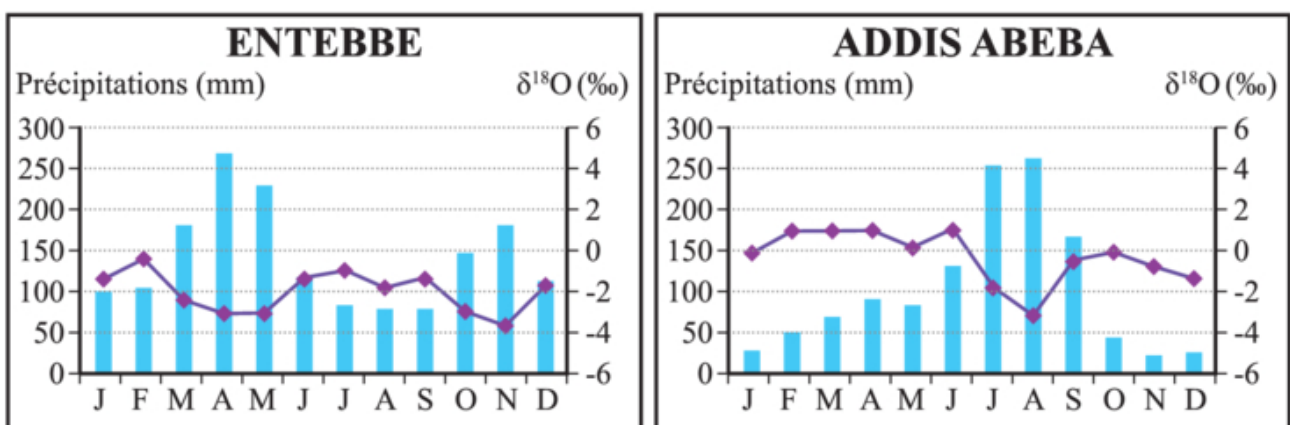 ENTEBBE
Précipitations (mm) δ¹⁸O (‰)
300 6
250 4
200 2
150 0
100 -2
50 -4
0 -6
J F M A M J J A S O N D
ADDIS ABEBA
Précipitations (mm) δ¹⁸O (‰)
300 6
250 4
200 2
150 0
100 -2
50 -4
0 -6
J F M A M J J A S O N D